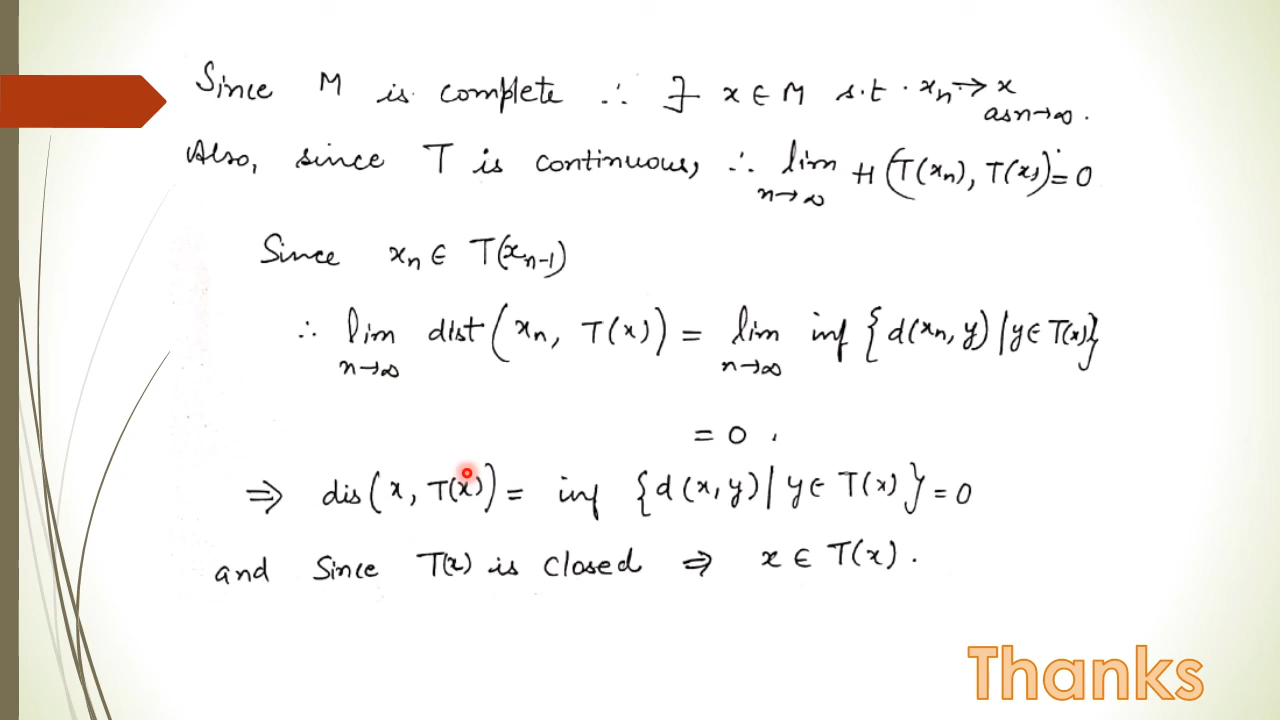 Since M is complete ∴ ∃ x ∈ M s.t. xₙ → x as n→∞.
Also, since T is continuous, ∴ lim n→∞ H(T(xₙ), T(x)) = 0
Since xₙ ∈ T(xₙ₋₁)
∴ lim n→∞ dist(xₙ, T(x)) = lim n→∞ inf {d(xₙ, y) | y ∈ T(x)}
= 0.
⇒ dis(x, T(x)) = inf {d(x, y) | y ∈ T(x)} = 0
and Since T(x) is closed ⇒ x ∈ T(x).
Thanks